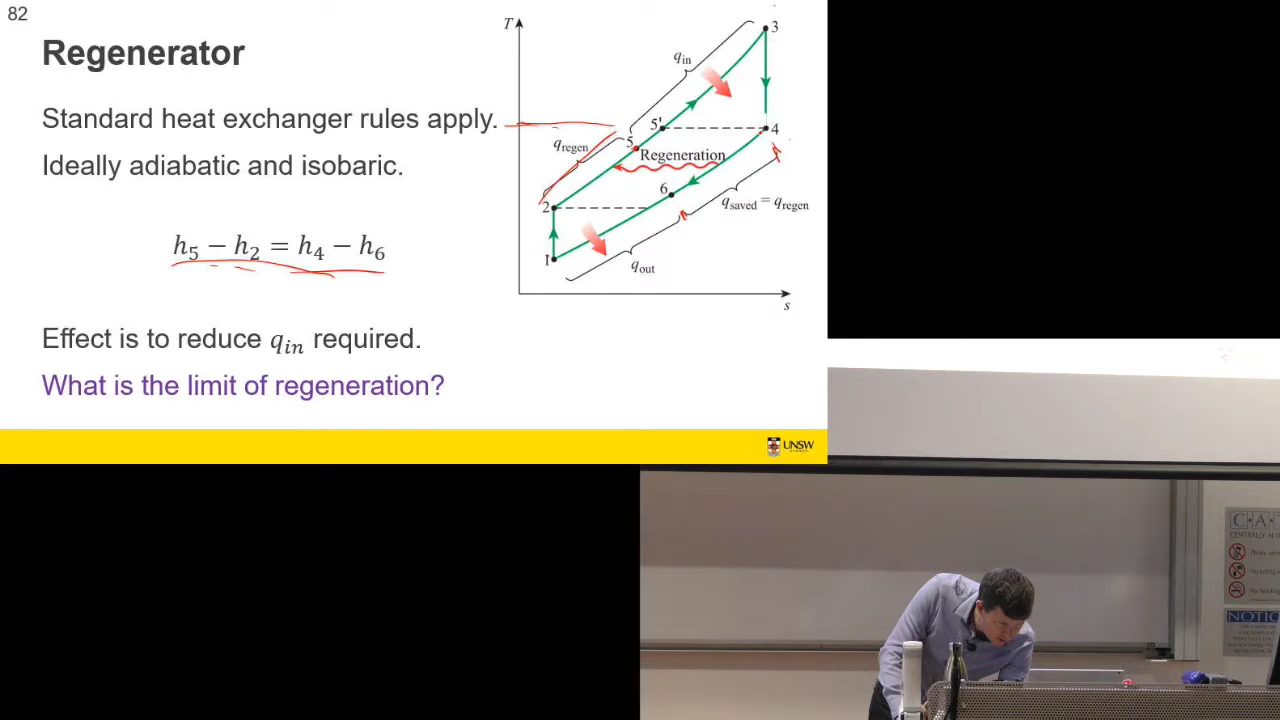 82
Regenerator
Standard heat exchanger rules apply.
Ideally adiabatic and isobaric.
h₅ − h₂ = h₄ − h₆
Effect is to reduce qᵢₙ required.
What is the limit of regeneration?
T
3
q_in
5'
4
5
q_regen
Regeneration
6
2
q_saved = q_regen
1
q_out
s
UNSW
SYDNEY
C•A
NOTIC